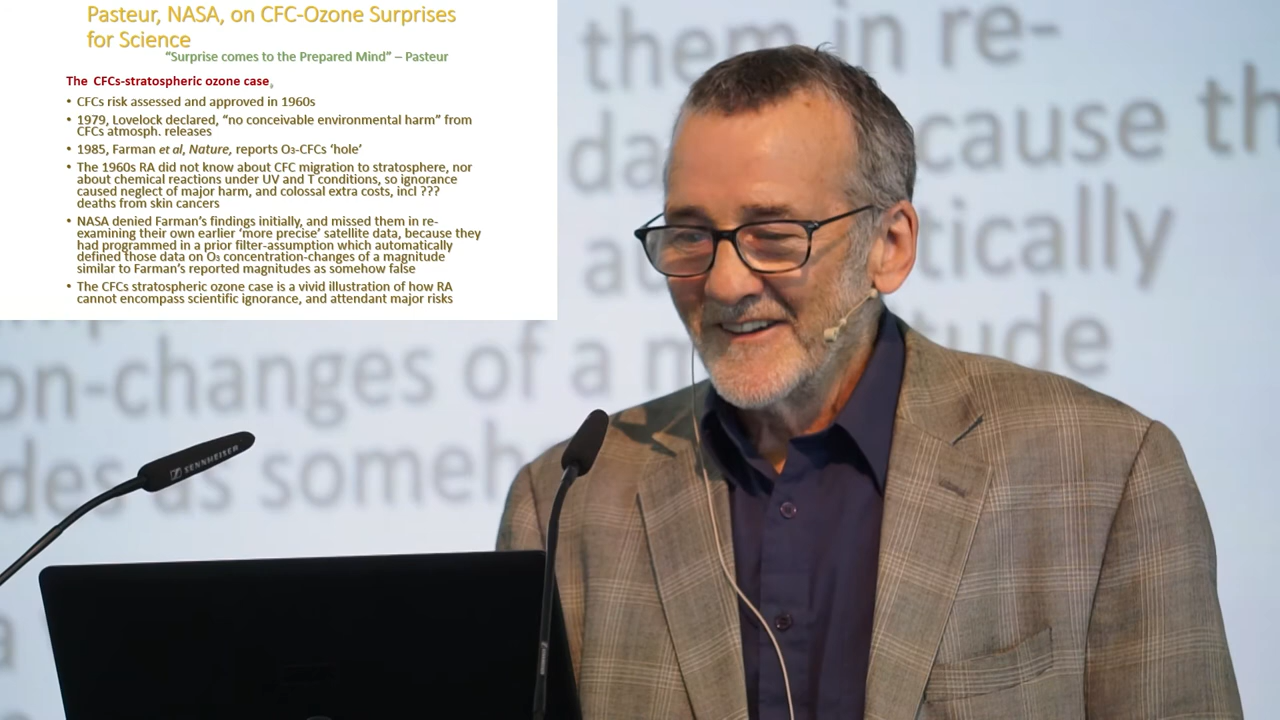 Pasteur, NASA, on CFC-Ozone Surprises
for Science
“Surprise comes to the Prepared Mind” – Pasteur
The CFCs-stratospheric ozone case,
• CFCs risk assessed and approved in 1960s
• 1979, Lovelock declared, “no conceivable environmental harm” from
CFCs atmosph. releases
• 1985, Farman et al, Nature, reports O₃-CFCs ‘hole’
• The 1960s RA did not know about CFC migration to stratosphere, nor
about chemical reactions under UV and T conditions, so ignorance
caused neglect of major harm, and colossal extra costs, incl ???
deaths from skin cancers
• NASA denied Farman’s findings initially, and missed them in re-
examining their own earlier ‘more precise’ satellite data, because they
had programmed in a prior filter-assumption which automatically
defined those data on O₃ concentration-changes of a magnitude
similar to Farman’s reported magnitudes as somehow false
• The CFCs stratospheric ozone case is a vivid illustration of how RA
cannot encompass scientific ignorance, and attendant major risks
them in re-
da cause th
au tically
on-changes of a m tude
des as someh
a
SENNHEISER